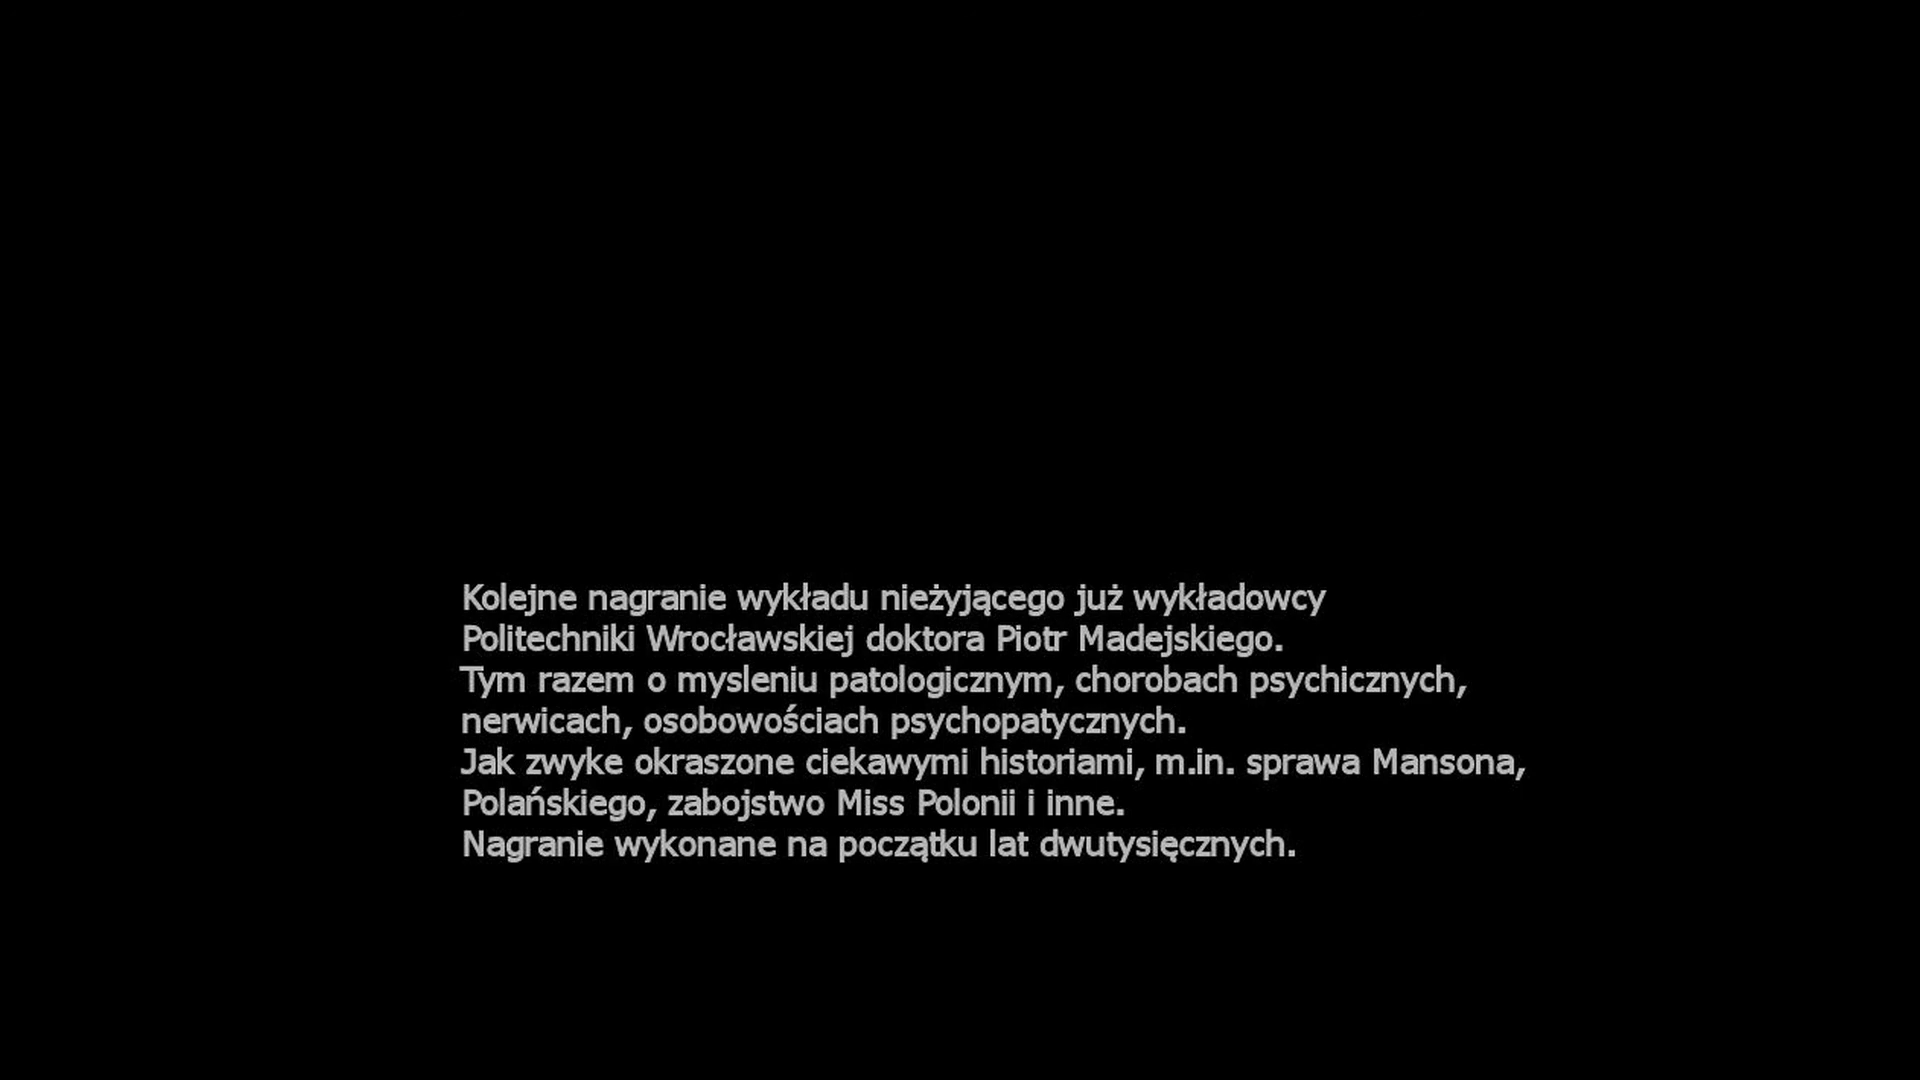 Kolejne nagranie wykładu nieżyjącego już wykładowcy
Politechniki Wrocławskiej doktora Piotr Madejskiego.
Tym razem o mysleniu patologicznym, chorobach psychicznych,
nerwicach, osobowościach psychopatycznych.
Jak zwyke okraszone ciekawymi historiami, m.in. sprawa Mansona,
Polańskiego, zabojstwo Miss Polonii i inne.
Nagranie wykonane na początku lat dwutysięcznych.